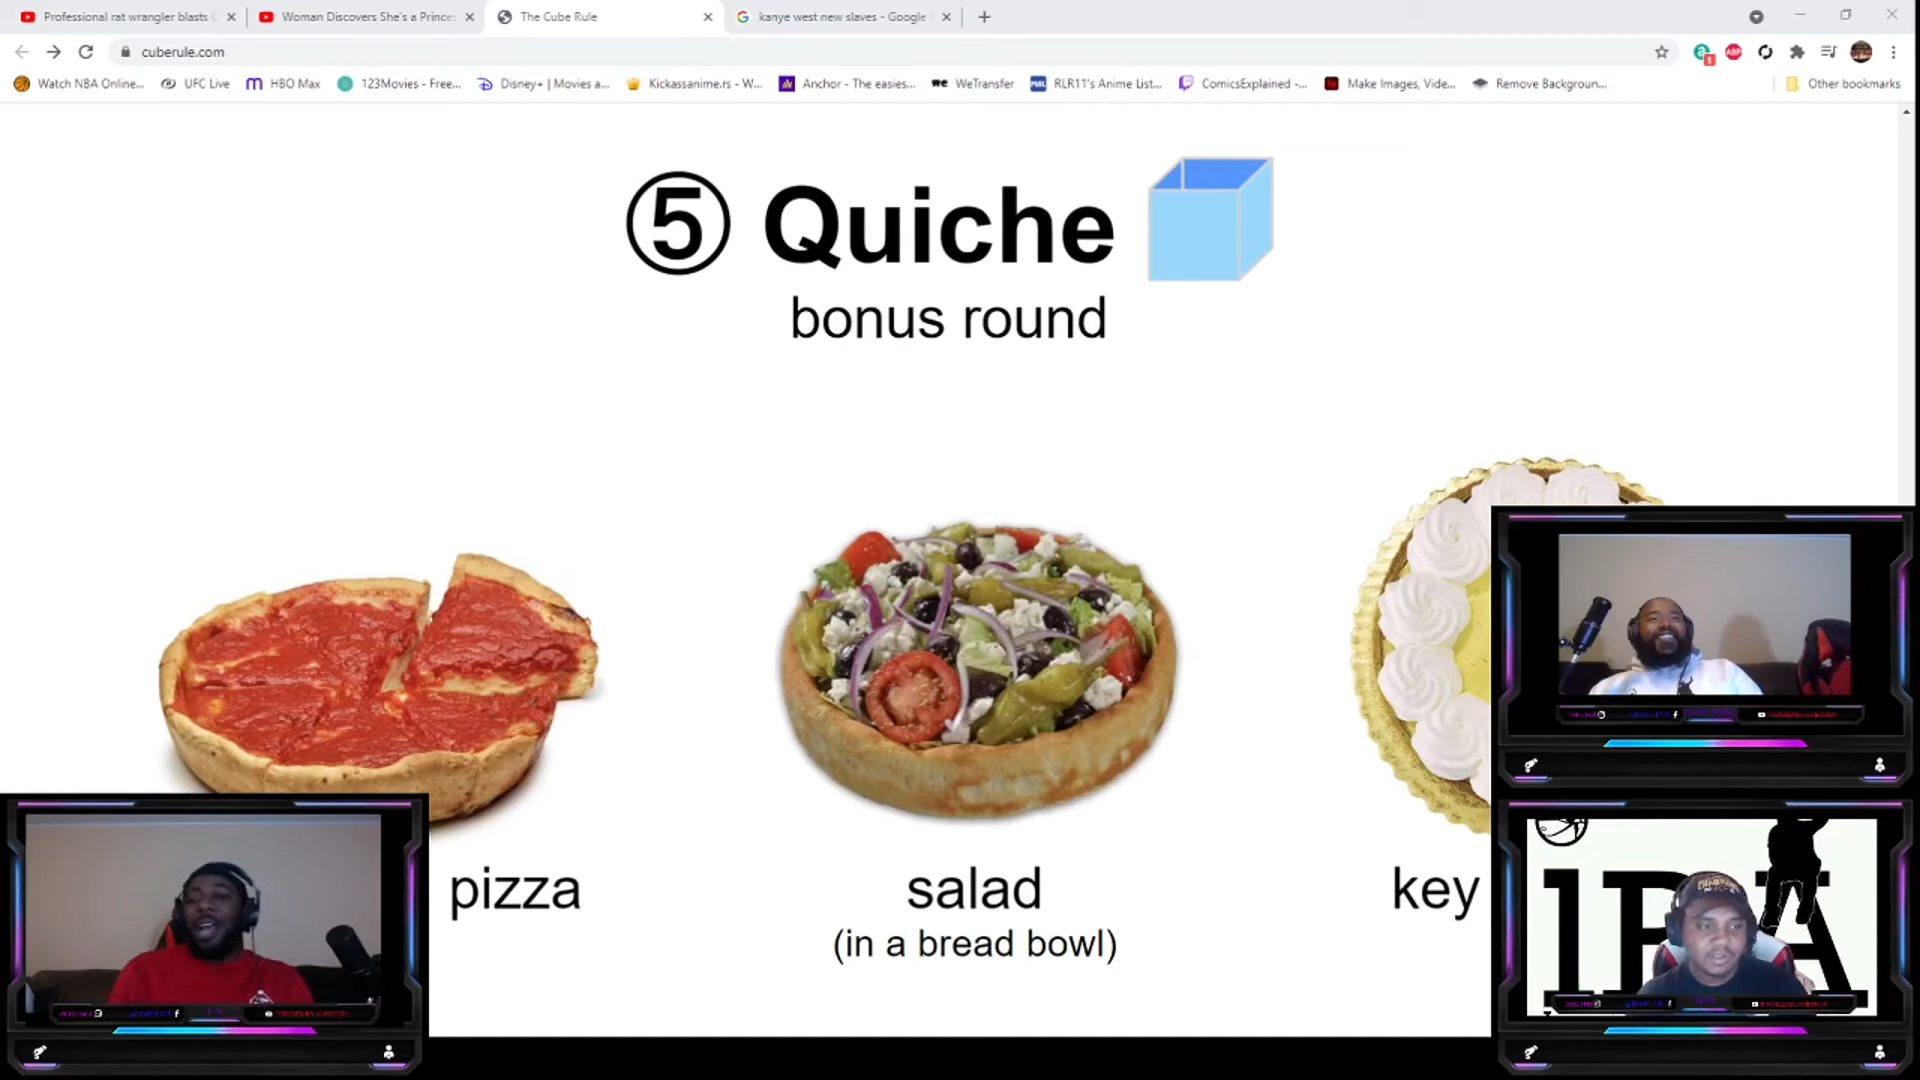 Professional rat wrangler blasts C
Woman Discovers She's a Prince
The Cube Rule
kanye west new slaves - Google
cuberule.com
Watch NBA Online...
UFC Live
HBO Max
123Movies - Free...
Disney+ | Movies a...
Kickassanime.rs - W...
Anchor - The easies...
WeTransfer
RLR11's Anime List...
ComicsExplained -...
Make Images, Vide...
Remove Backgroun...
Other bookmarks
⑤ Quiche
bonus round
pizza
salad
(in a bread bowl)
key